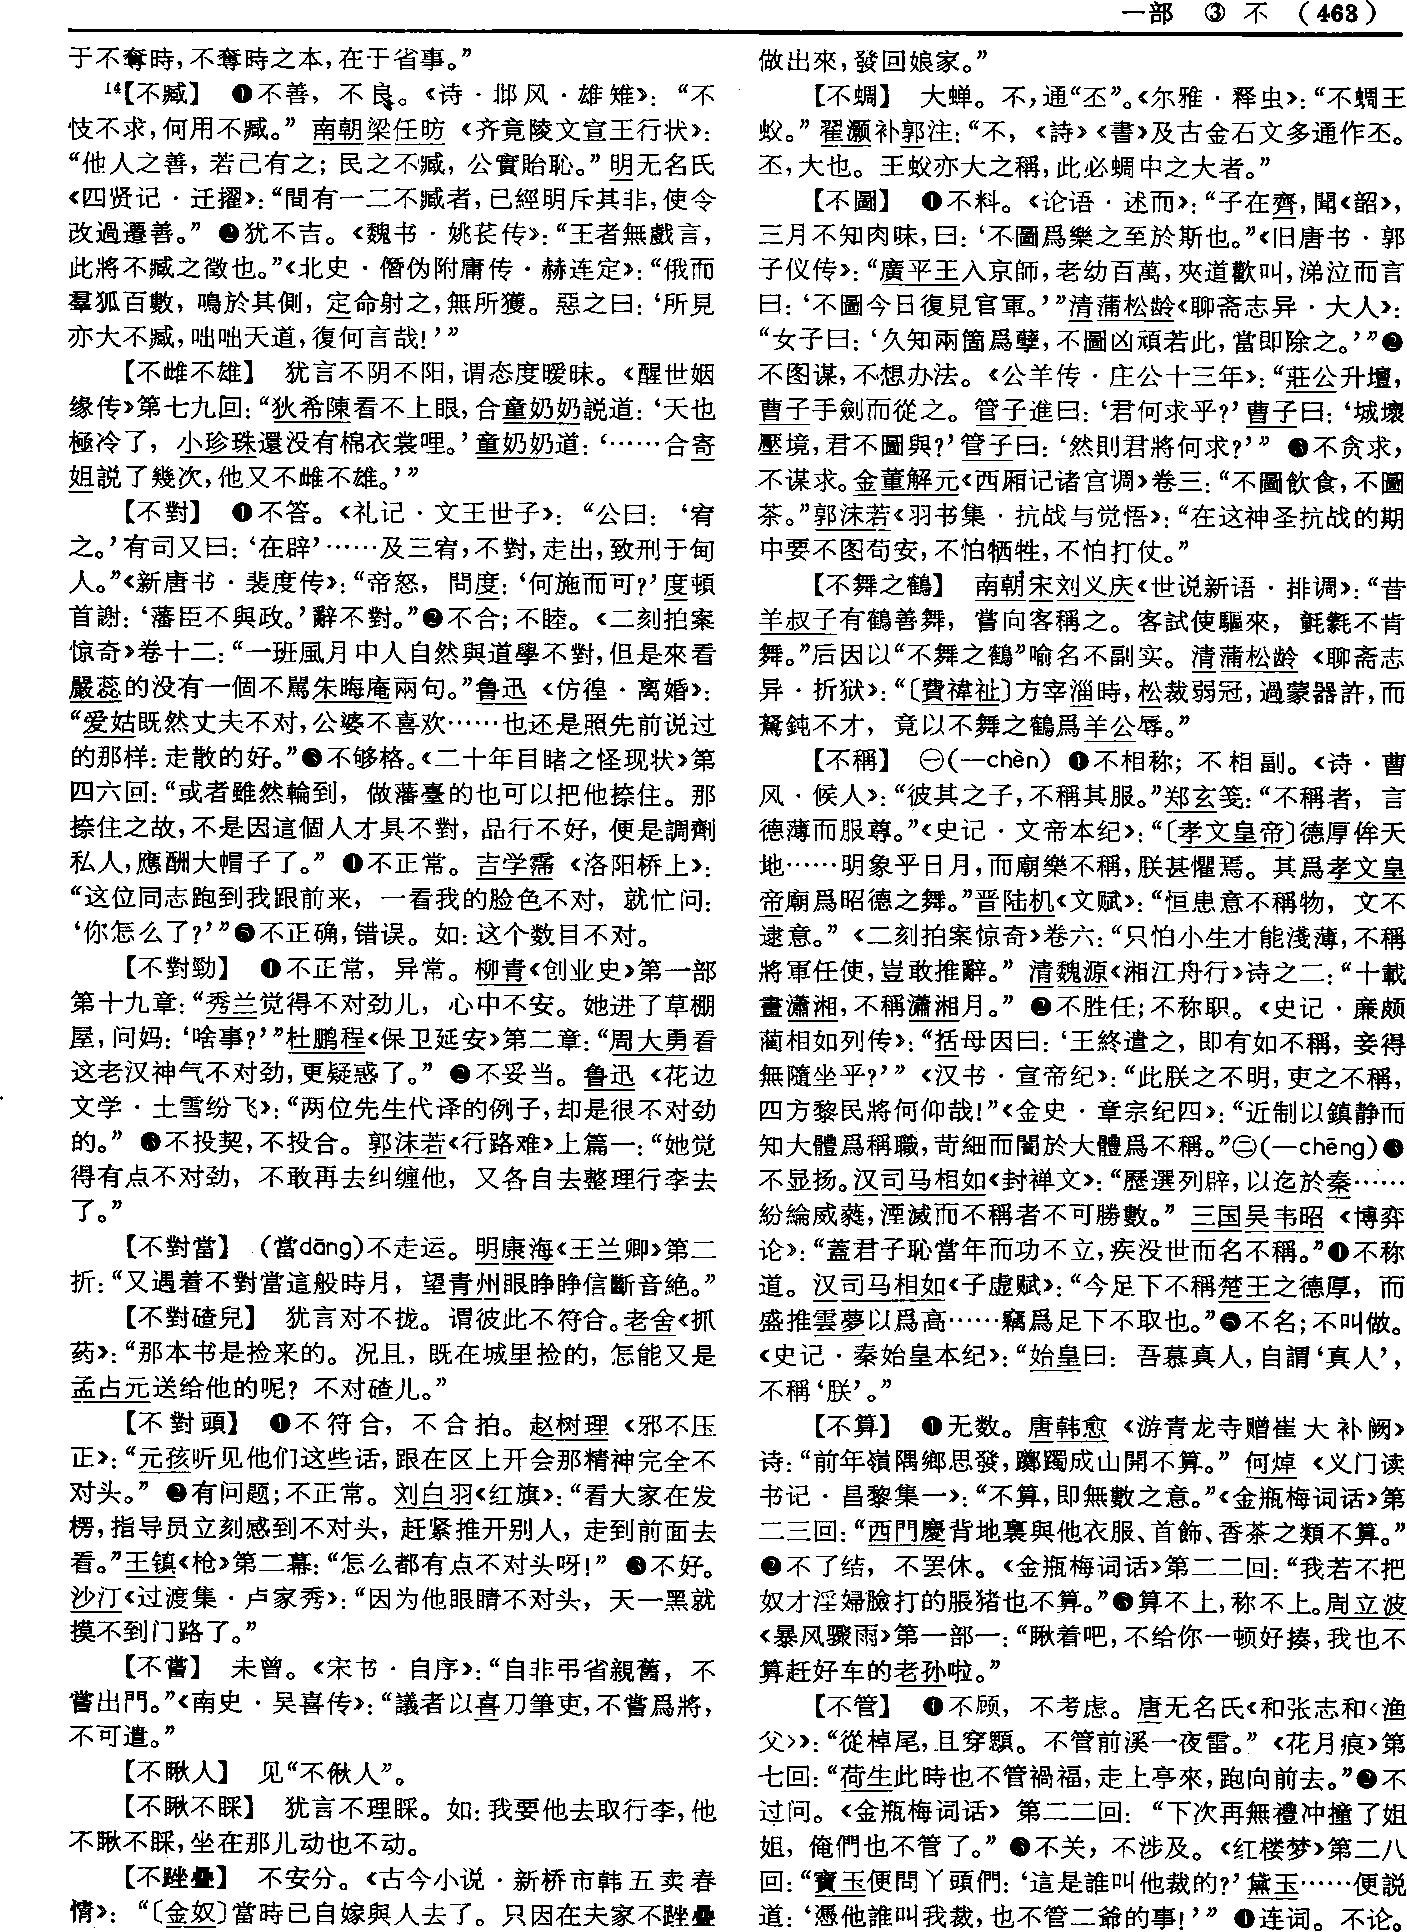 一部 ③ 不 (463)
于不奪時，不奪時之本，在于省事。”
¹⁴【不臧】 ❶不善，不良。《诗·邶风·雄雉》：“不
忮不求，何用不臧。” 南朝梁任昉《齐竟陵文宣王行状》：
“他人之善，若己有之；民之不臧，公實貽恥。”明无名氏
《四贤记·迁擢》：“間有一二不臧者，已經明斥其非，使令
改過遷善。” ❷犹不吉。《魏书·姚苌传》：“王者無戲言，
此將不臧之徵也。”《北史·僭伪附庸传·赫连定》：“俄而
羣狐百數，鳴於其側，定命射之，無所獲。惡之曰：‘所見
亦大不臧，咄咄天道，復何言哉！’”
【不雌不雄】 犹言不阴不阳，谓态度暧昧。《醒世姻
缘传》第七九回：“狄希陳看不上眼，合童奶奶説道：‘天也
極冷了，小珍珠還没有棉衣裳哩。’童奶奶道：‘……合寄
姐説了幾次，他又不雌不雄。’”
【不對】 ❶不答。《礼记·文王世子》：“公曰：‘宥
之。’有司又曰：‘在辟’……及三宥，不對，走出，致刑于甸
人。”《新唐书·裴度传》：“帝怒，問度：‘何施而可？’度頓
首謝：‘藩臣不與政。’辭不對。”❷不合；不睦。《二刻拍案
惊奇》卷十二：“一班風月中人自然與道學不對，但是來看
嚴蕊的没有一個不罵朱晦庵兩句。”鲁迅《仿徨·离婚》：
“爱姑既然丈夫不对，公婆不喜欢……也还是照先前说过
的那样：走散的好。”❸不够格。《二十年目睹之怪现状》第
四六回：“或者雖然輪到，做藩臺的也可以把他捺住。那
捺住之故，不是因這個人才具不對，品行不好，便是調劑
私人，應酬大帽子了。” ❹不正常。吉学霈《洛阳桥上》：
“这位同志跑到我跟前来，一看我的脸色不对，就忙问：
‘你怎么了？’”❺不正确，错误。如：这个数目不对。
【不對勁】 ❶不正常，异常。柳青《创业史》第一部
第十九章：“秀兰觉得不对劲儿，心中不安。她进了草棚
屋，问妈：‘啥事？’”杜鹏程《保卫延安》第二章：“周大勇看
这老汉神气不对劲，更疑惑了。” ❷不妥当。鲁迅《花边
文学·土雪纷飞》：“两位先生代译的例子，却是很不对劲
的。” ❸不投契，不投合。郭沫若《行路难》上篇一：“她觉
得有点不对劲，不敢再去纠缠他，又各自去整理行李去
了。”
【不對當】 (當dāng)不走运。明康海《王兰卿》第二
折：“又遇着不對當這般時月，望青州眼睁睁信斷音絶。”
【不對碴兒】 犹言对不拢。谓彼此不符合。老舍《抓
药》：“那本书是捡来的。况且，既在城里捡的，怎能又是
孟占元送给他的呢？不对碴儿。”
【不對頭】 ❶不符合，不合拍。赵树理《邪不压
正》：“元孩听见他们这些话，跟在区上开会那精神完全不
对头。” ❷有问题；不正常。刘白羽《红旗》：“看大家在发
楞，指导员立刻感到不对头，赶紧推开别人，走到前面去
看。”王镇《枪》第二幕：“怎么都有点不对头呀！” ❸不好。
沙汀《过渡集·卢家秀》：“因为他眼睛不对头，天一黑就
摸不到门路了。”
【不嘗】 未曾。《宋书·自序》：“自非弔省親舊，不
嘗出門。”《南史·吴喜传》：“議者以喜刀筆吏，不嘗爲將，
不可遣。”
【不瞅人】 见“不偢人”。
【不瞅不睬】 犹言不理睬。如：我要他去取行李，他
不瞅不睬，坐在那儿动也不动。
【不䠧疊】 不安分。《古今小说·新桥市韩五卖春
情》：“〔金奴〕當時已自嫁與人去了。只因在夫家不䠧疊
做出來，發回娘家。”
【不蜩】 大蝉。不，通“丕”。《尔雅·释虫》：“不蜩王
蚥。”翟灏补郭注：“不，《詩》《書》及古金石文多通作丕。
丕，大也。王蚥亦大之稱，此必蜩中之大者。”
【不圖】 ❶不料。《论语·述而》：“子在齊，聞《韶》，
三月不知肉味，曰：‘不圖爲樂之至於斯也。”《旧唐书·郭
子仪传》：“廣平王入京師，老幼百萬，夾道歡叫，涕泣而言
曰：‘不圖今日復見官軍。’”清蒲松龄《聊斋志异·大人》：
“女子曰：‘久知兩箇爲孽，不圖凶頑若此，當即除之。’”❷
不图谋，不想办法。《公羊传·庄公十三年》：“莊公升壇，
曹子手劍而從之。管子進曰：‘君何求乎？’曹子曰：‘城壞
壓境，君不圖與？’管子曰：‘然則君將何求？’” ❸不贪求，
不谋求。金董解元《西厢记诸宫调》卷三：“不圖飲食，不圖
茶。”郭沫若《羽书集·抗战与觉悟》：“在这神圣抗战的期
中要不图苟安，不怕牺牲，不怕打仗。”
【不舞之鶴】 南朝宋刘义庆《世说新语·排调》：“昔
羊叔子有鶴善舞，嘗向客稱之。客試使驅來，氃氋不肯
舞。”后因以“不舞之鶴”喻名不副实。清蒲松龄《聊斋志
异·折狱》：“〔費禕祉〕方宰淄時，松裁弱冠，過蒙器許，而
駑鈍不才，竟以不舞之鶴爲羊公辱。”
【不稱】 ㊀(—chèn) ❶不相称；不相副。《诗·曹
风·候人》：“彼其之子，不稱其服。”郑玄笺：“不稱者，言
德薄而服尊。”《史记·文帝本纪》：“〔孝文皇帝〕德厚侔天
地……明象乎日月，而廟樂不稱，朕甚懼焉。其爲孝文皇
帝廟爲昭德之舞。”晋陆机《文赋》：“恒患意不稱物，文不
逮意。” 《二刻拍案惊奇》卷六：“只怕小生才能淺薄，不稱
將軍任使，豈敢推辭。” 清魏源《湘江舟行》诗之二：“十載
畫瀟湘，不稱瀟湘月。” ❷不胜任；不称职。《史记·廉颇
蔺相如列传》：“括母因曰：‘王終遣之，即有如不稱，妾得
無隨坐乎？’” 《汉书·宣帝纪》：“此朕之不明，吏之不稱，
四方黎民將何仰哉！”《金史·章宗纪四》：“近制以鎮静而
知大體爲稱職，苛細而闇於大體爲不稱。”㊁(—chēng)❸
不显扬。汉司马相如《封禅文》：“歷選列辟，以迄於秦……
紛綸威蕤，湮滅而不稱者不可勝數。” 三国吴韦昭《博弈
论》：“蓋君子恥當年而功不立，疾没世而名不稱。”❹不称
道。汉司马相如《子虚赋》：“今足下不稱楚王之德厚，而
盛推雲夢以爲高……竊爲足下不取也。”❺不名；不叫做。
《史记·秦始皇本纪》：“始皇曰：吾慕真人，自謂‘真人’，
不稱‘朕’。”
【不算】 ❶无数。唐韩愈《游青龙寺赠崔大补阙》
诗：“前年嶺隅鄉思發，躑躅成山開不算。” 何焯《义门读
书记·昌黎集一》：“不算，即無數之意。”《金瓶梅词话》第
二三回：“西門慶背地裏與他衣服、首飾、香茶之類不算。”
❷不了结，不罢休。《金瓶梅词话》第二二回：“我若不把
奴才淫婦臉打的脹猪也不算。”❸算不上，称不上。周立波
《暴风骤雨》第一部一：“瞅着吧，不给你一顿好揍，我也不
算赶好车的老孙啦。”
【不管】 ❶不顾，不考虑。唐无名氏《和张志和〈渔
父〉》：“從棹尾，且穿顋。不管前溪一夜雷。” 《花月痕》第
七回：“荷生此時也不管禍福，走上亭來，跑向前去。”❷不
过问。《金瓶梅词话》第二二回：“下次再無禮冲撞了姐
姐，俺們也不管了。” ❸不关，不涉及。《红楼梦》第二八
回：“寶玉便問丫頭們：‘這是誰叫他裁的？’黛玉……便説
道：‘憑他誰叫我裁，也不管二爺的事！’” ❹连词。不论。